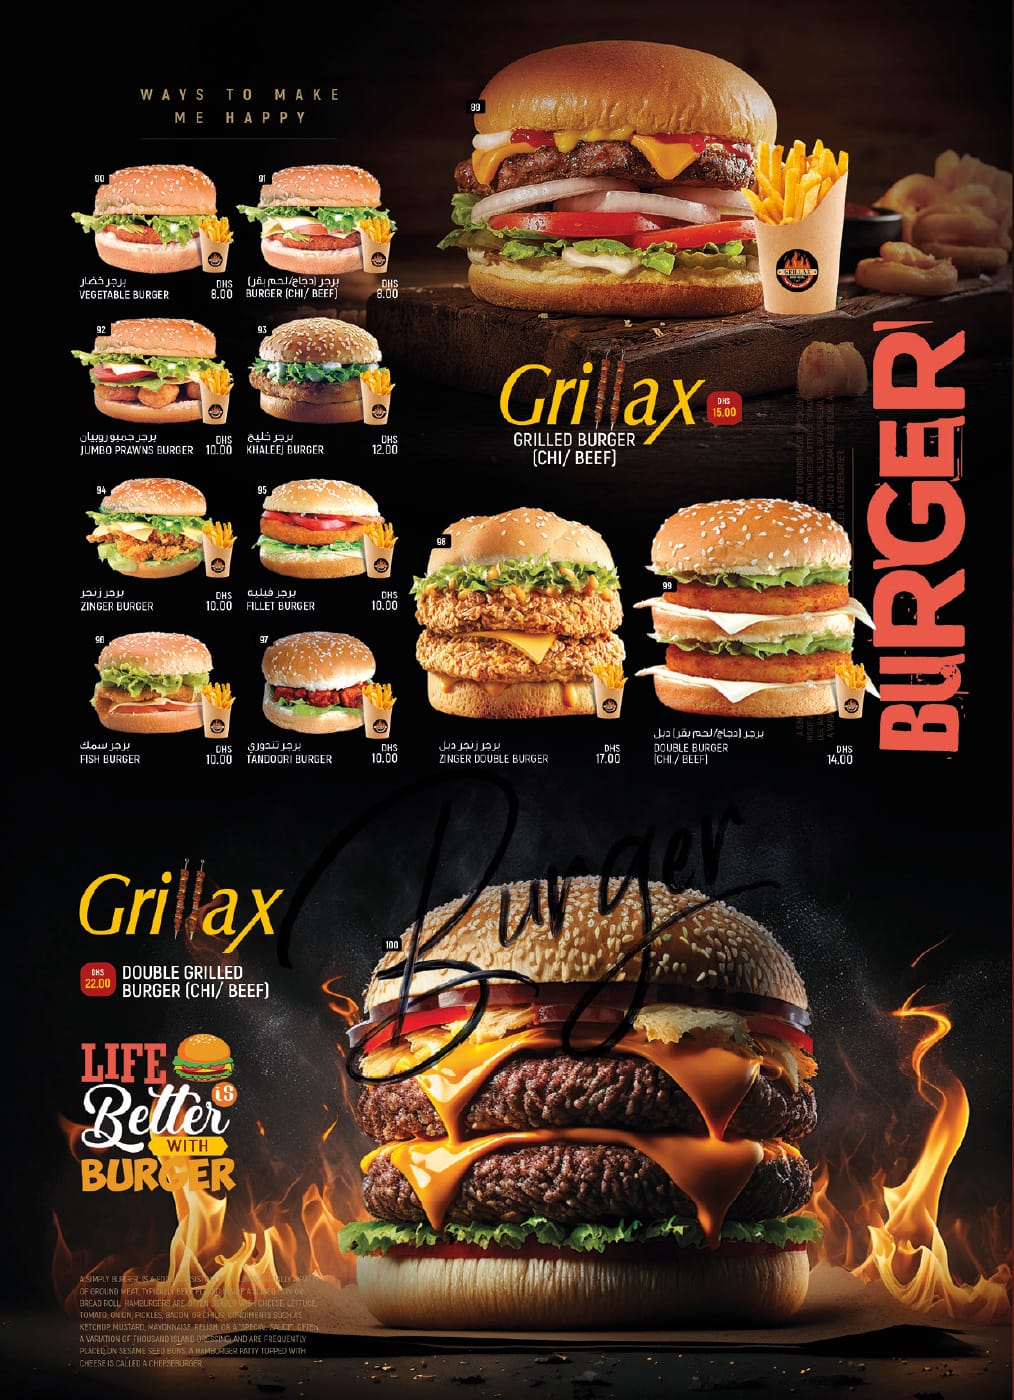 WAYS TO MAKE
ME HAPPY
89
GRILLAX
90
برجر خضار
VEGETABLE BURGER
DHS
8.00
91
برجر (دجاج/لحم بقر)
BURGER (CHI/ BEEF)
DHS
8.00
92
برجر جمبو روبيان
JUMBO PRAWNS BURGER
DHS
10.00
93
برجر خليج
KHALEEJ BURGER
DHS
12.00
Grillax
DHS
15.00
GRILLED BURGER
(CHI/ BEEF)
BURGER
94
برجر زنجر
ZINGER BURGER
DHS
10.00
95
برجر فيليه
FILLET BURGER
DHS
10.00
96
برجر سمك
FISH BURGER
DHS
10.00
97
برجر تندوري
TANDOORI BURGER
DHS
10.00
98
برجر زنجر دبل
ZINGER DOUBLE BURGER
DHS
17.00
99
برجر (دجاج/لحم بقر) دبل
DOUBLE BURGER
(CHI./ BEEF)
DHS
14.00
Burger
Grillax
DHS
22.00
DOUBLE GRILLED
BURGER (CHI/ BEEF)
100
LIFE
is
Better
WITH
BURGER
A SIMPLY BURGER, IS A
OF GROUND MEAT, TYPICALLY BEEF
BREAD ROLL. HAMBURGERS ARE OFTEN SERVED WITH CHEESE, LETTUCE,
TOMATO, ONION, PICKLES, BACON, OR CHILIS; CONDIMENTS SUCH AS
KETCHUP, MUSTARD, MAYONNAISE, RELISH, OR A "SPECIAL SAUCE", OFTEN
A VARIATION OF THOUSAND ISLAND DRESSING; AND ARE FREQUENTLY
PLACED ON SESAME SEED BUNS. A HAMBURGER PATTY TOPPED WITH
CHEESE IS CALLED A CHEESEBURGER.